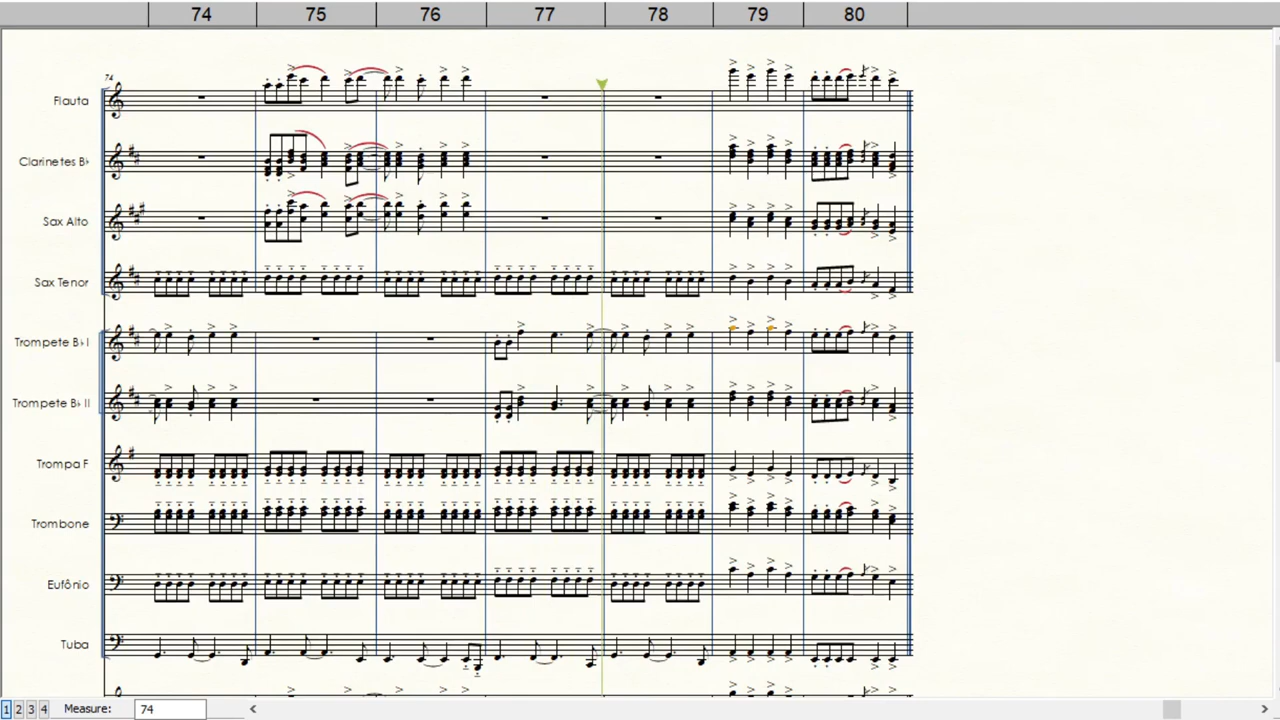 74 75 76 77 78 79 80
74
Flauta
Clarinetes B♭
Sax Alto
Sax Tenor
Trompete B♭ I
Trompete B♭ II
Trompa F
Trombone
Eufônio
Tuba
1 2 3 4 Measure: 74